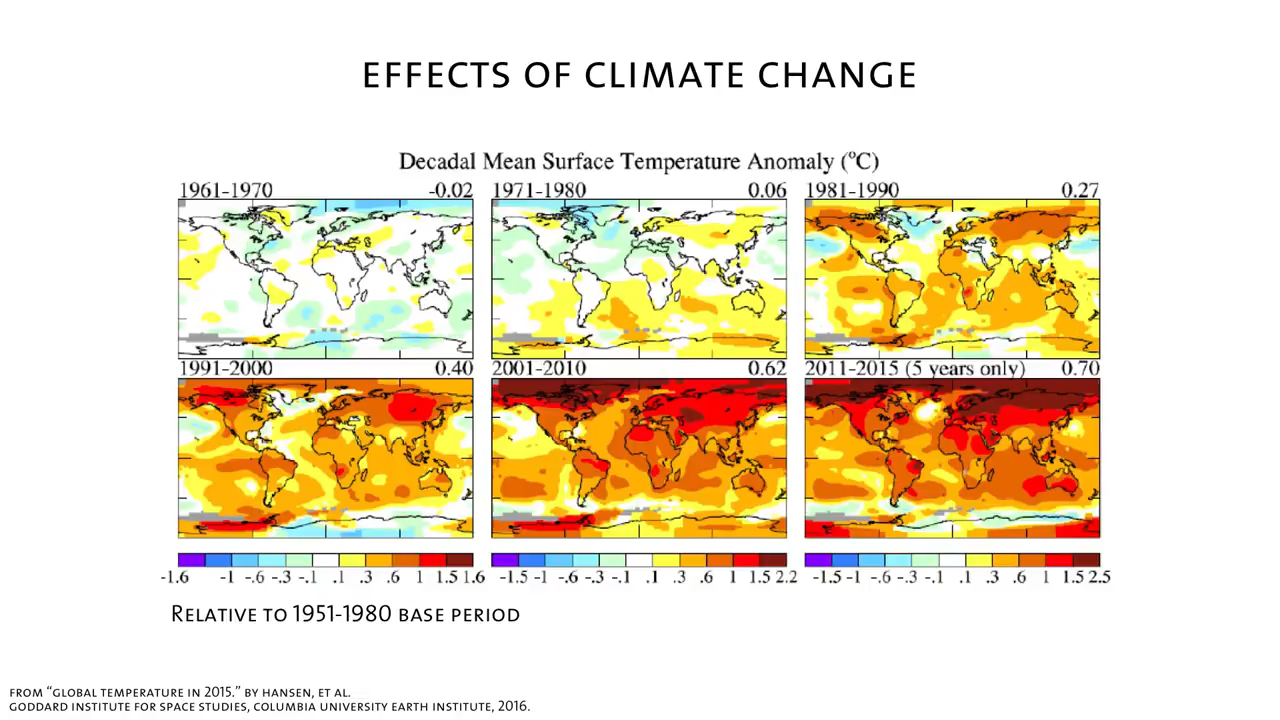 EFFECTS OF CLIMATE CHANGE
Decadal Mean Surface Temperature Anomaly (°C)
1961-1970 -0.02 1971-1980 0.06 1981-1990 0.27
1991-2000 0.40 2001-2010 0.62 2011-2015 (5 years only) 0.70
-1.6 -1 -.6 -.3 -.1 .1 .3 .6 1 1.5 1.6 -1.5 -1 -.6 -.3 -.1 .1 .3 .6 1 1.5 2.2 -1.5 -1 -.6 -.3 -.1 .1 .3 .6 1 1.5 2.5
RELATIVE TO 1951-1980 BASE PERIOD
FROM “GLOBAL TEMPERATURE IN 2015.” BY HANSEN, ET AL.
GODDARD INSTITUTE FOR SPACE STUDIES, COLUMBIA UNIVERSITY EARTH INSTITUTE, 2016.